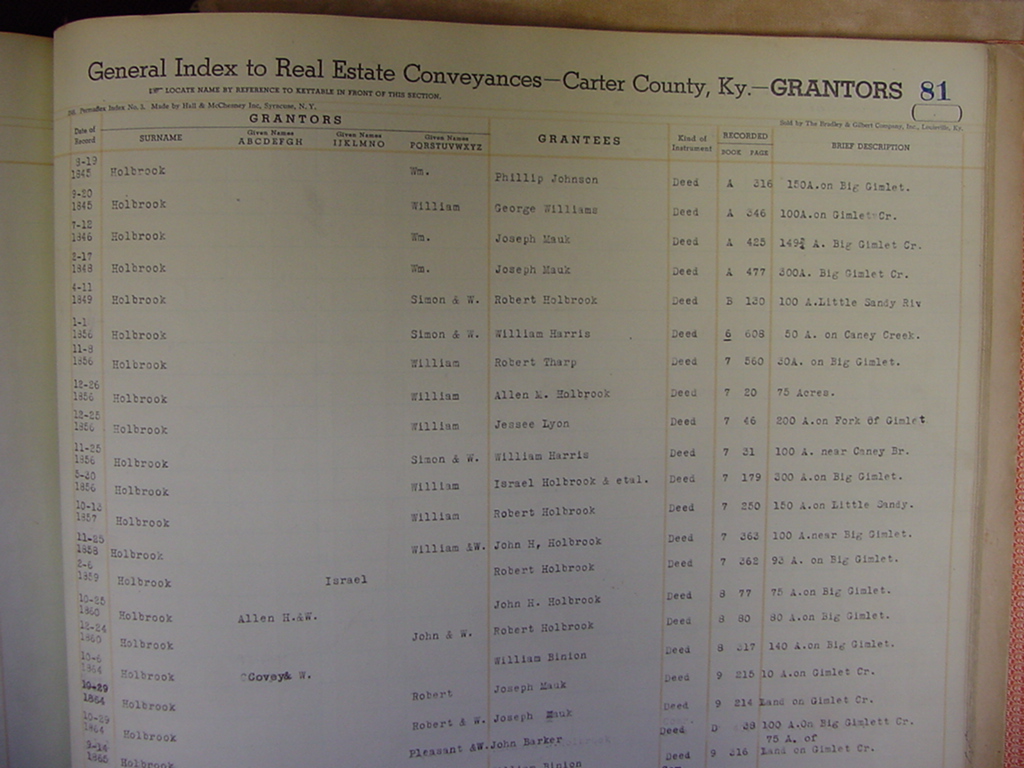 General Index to Real Estate Conveyances—Carter County, Ky.—GRANTORS 81
LOCATE NAME BY REFERENCE TO KEYTABLE IN FRONT OF THIS SECTION.
Index No. 3. Made by Hall & McChesney Inc, Syracuse, N. Y. Sold by The Bradley & Gilbert Company, Inc., Louisville, Ky.
Date of Record GRANTORS GRANTEES Kind of Instrument RECORDED BRIEF DESCRIPTION
SURNAME Given Names ABCDEFGH Given Names IJKLMNO Given Names PQRSTUVWXYZ BOOK PAGE
1845 Holbrook Wm. Phillip Johnson Deed A 316 150A.on Big Gimlet.
9-20 1845 Holbrook William George Williams Deed A 346 100A.on Gimlet Cr.
7-12 1846 Holbrook Wm. Joseph Mauk Deed A 425 A. Big Gimlet Cr.
2-17 1848 Holbrook Wm. Joseph Mauk Deed A 477 300A. Big Gimlet Cr.
4-11 1849 Holbrook Simon & W. Robert Holbrook Deed B 130 100 A.Little Sandy Riv
1-1 1856 Holbrook Simon & W. William Harris Deed 6 608 50 A. on Caney Creek.
11-8 1856 Holbrook William Robert Tharp Deed 7 560 30A. on Big Gimlet.
12-26 1856 Holbrook William Allen M. Holbrook Deed 7 20 75 Acres.
12-25 1856 Holbrook William Jessee Lyon Deed 7 46 200 A.on Fork Of Gimlet
11-25 1856 Holbrook Simon & W. William Harris Deed 7 31 100 A. near Caney Br.
1856 Holbrook William Israel Holbrook & etal. Deed 7 179 300 A.on Big Gimlet.
1857 Holbrook William Robert Holbrook Deed 7 250 150 A.on Little Sandy.
11-25 1858 Holbrook William &W. John H, Holbrook Deed 7 363 100 A.near Big Gimlet.
2-6 1859 Holbrook Israel Robert Holbrook Deed 7 362 93 A. on Big Gimlet.
10-25 1860 Holbrook Allen H.&W. John H. Holbrook Deed 8 77 75 A.on Big Gimlet.
12-24 1860 Holbrook John & W. Robert Holbrook Deed 8 80 80 A.on Big Gimlet.
10-6 1864 Holbrook Covey& W. William Binion Deed 8 317 140 A.on Big Gimlet.
10-29 1864 Holbrook Robert Joseph Mauk Deed 9 215 10 A.on Gimlet Cr.
10-29 1864 Holbrook Robert & W. Joseph Mauk Deed 9 214 Land on Gimlet Cr.
9-14 1865 Holbrook Pleasant &W. John Barker Deed D 38 100 A.On Big Gimlett Cr.
75 A. of
Binion Deed 9 216 Land on Gimlet Cr.